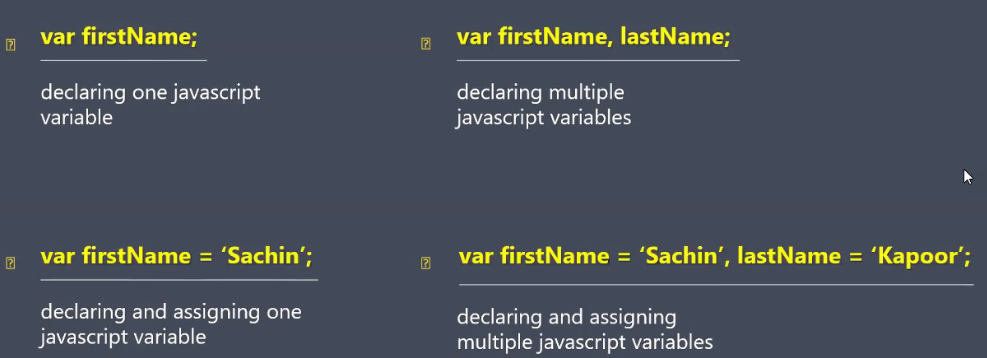 var firstName;
declaring one javascript
variable
var firstName, lastName;
declaring multiple
javascript variables
var firstName = ‘Sachin’;
declaring and assigning one
javascript variable
var firstName = ‘Sachin’, lastName = ‘Kapoor’;
declaring and assigning
multiple javascript variables